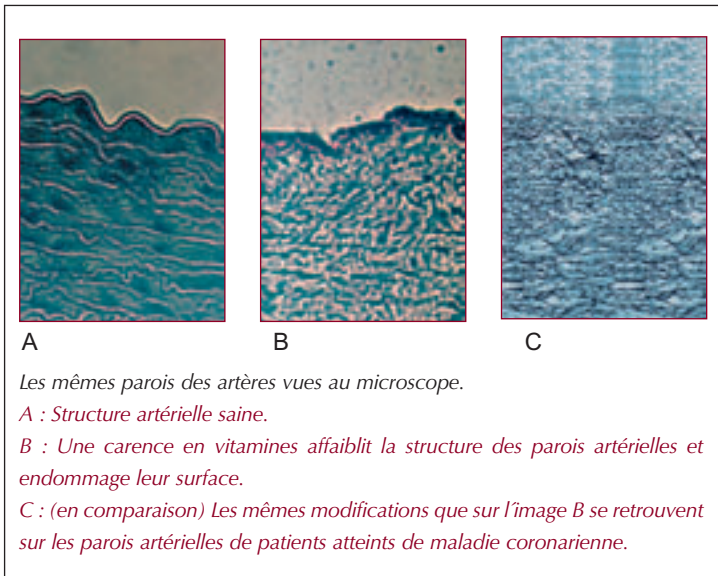 A B C
Les mêmes parois des artères vues au microscope.
A : Structure artérielle saine.
B : Une carence en vitamines affaiblit la structure des parois artérielles et
endommage leur surface.
C : (en comparaison) Les mêmes modifications que sur l´image B se retrouvent
sur les parois artérielles de patients atteints de maladie coronarienne.